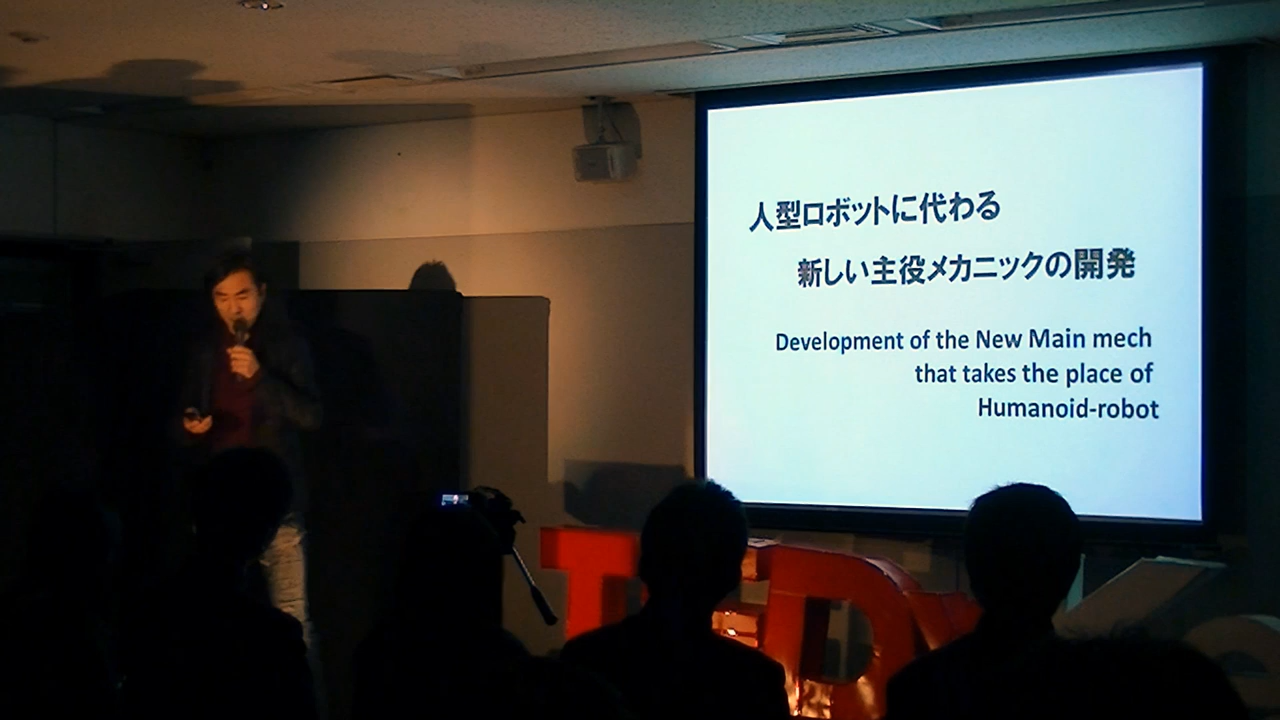 人型ロボットに代わる
新しい主役メカニックの開発
Development of the New Main mech
that takes the place of
Humanoid-robot
TEDx